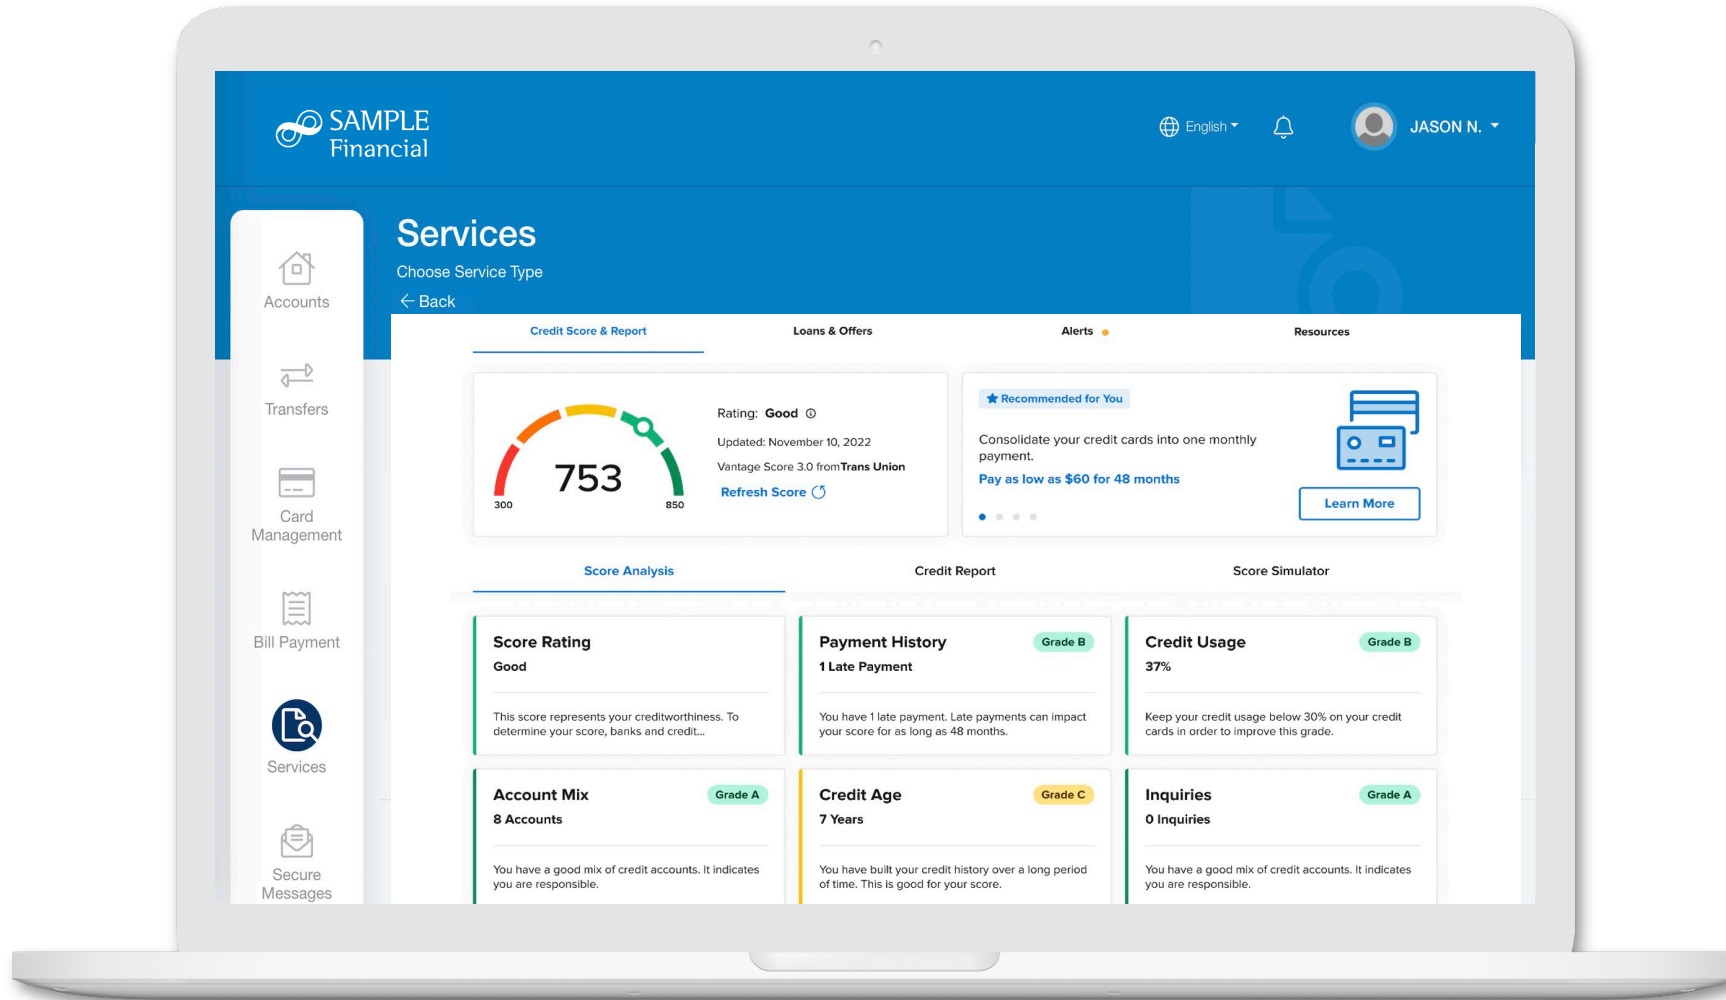 SAMPLE
Financial
English
JASON N.
Accounts
Transfers
Card
Management
Bill Payment
Services
Secure
Messages
Services
Choose Service Type
Back
Credit Score & Report
Loans & Offers
Alerts
Resources
753
300
850
Rating: Good
Updated: November 10, 2022
Vantage Score 3.0 fromTrans Union
Refresh Score
Recommended for You
Consolidate your credit cards into one monthly
payment.
Pay as low as $60 for 48 months
Learn More
Score Analysis
Credit Report
Score Simulator
Score Rating
Good
This score represents your creditworthiness. To
determine your score, banks and credit...
Payment History
Grade B
1 Late Payment
You have 1 late payment. Late payments can impact
your score for as long as 48 months.
Credit Usage
Grade B
37%
Keep your credit usage below 30% on your credit
cards in order to improve this grade.
Account Mix
Grade A
8 Accounts
You have a good mix of credit accounts. It indicates
you are responsible.
Credit Age
Grade C
7 Years
You have built your credit history over a long period
of time. This is good for your score.
Inquiries
Grade A
0 Inquiries
You have a good mix of credit accounts. It indicates
you are responsible.